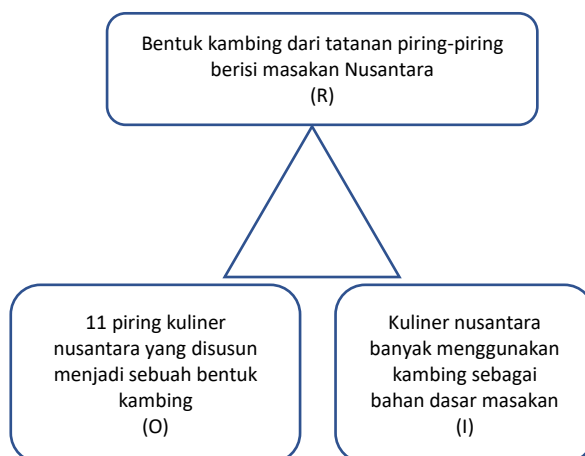 Bentuk kambing dari tatanan piring-piring
berisi masakan Nusantara
(R)
11 piring kuliner
nusantara yang disusun
menjadi sebuah bentuk
kambing
(O)
Kuliner nusantara
banyak menggunakan
kambing sebagai
bahan dasar masakan
(I)